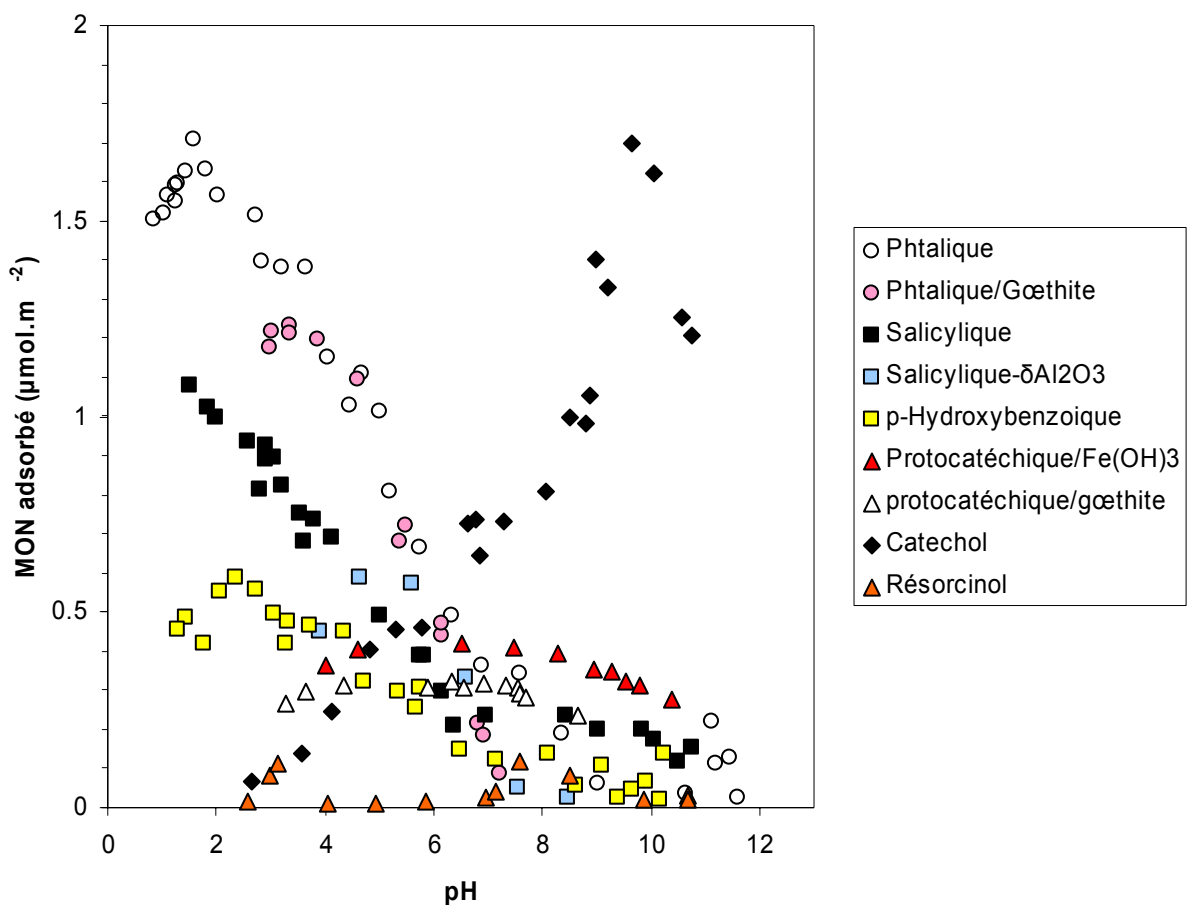 2
1.5
1
0.5
0
0
2
4
6
8
10
12
MON adsorbé (µmol.m -2)
pH
Phtalique
Phtalique/Gœthite
Salicylique
Salicylique-δAl2O3
p-Hydroxybenzoique
Protocatéchique/Fe(OH)3
protocatéchique/gœthite
Catechol
Résorcinol